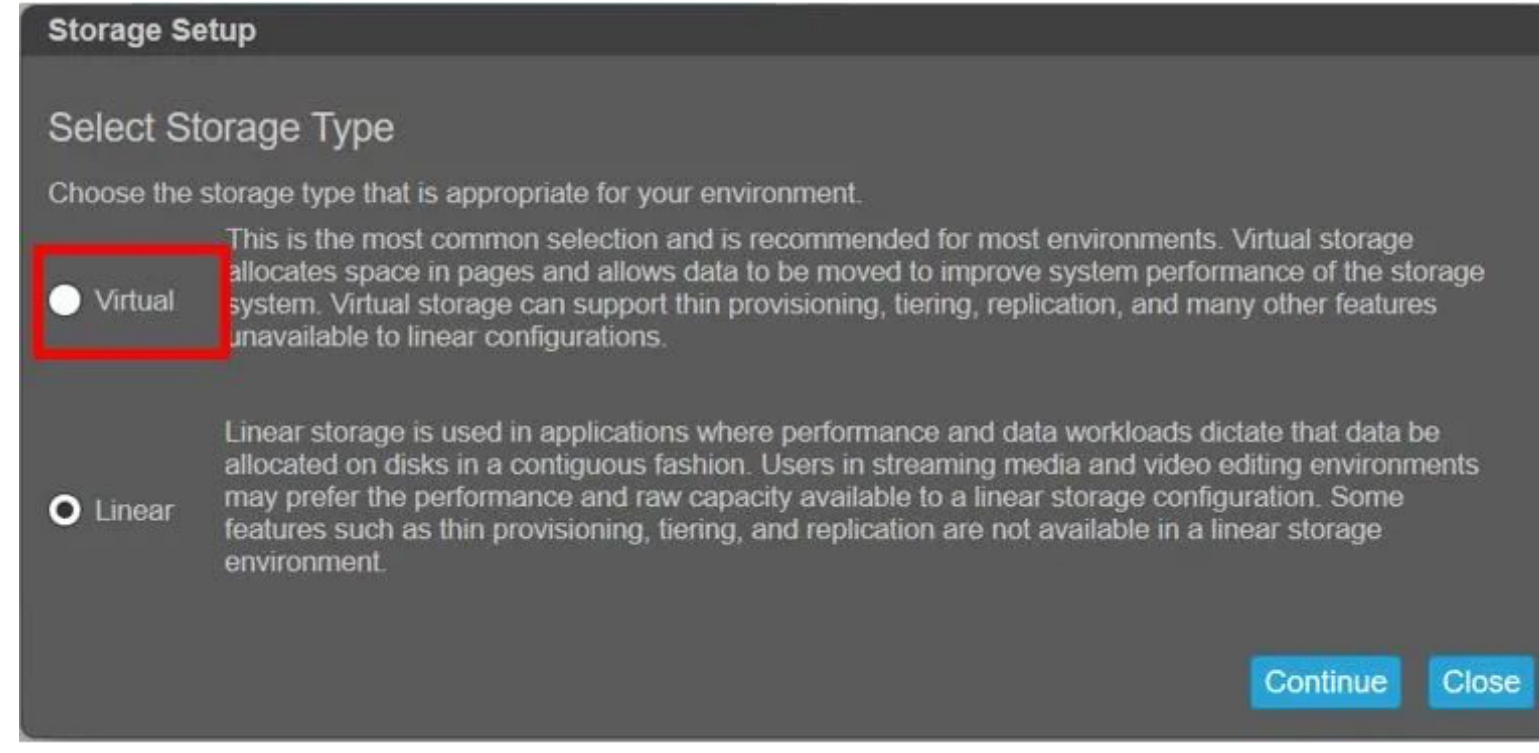 Storage Setup
Select Storage Type
Choose the storage type that is appropriate for your environment.
Virtual
This is the most common selection and is recommended for most environments. Virtual storage
allocates space in pages and allows data to be moved to improve system performance of the storage
system. Virtual storage can support thin provisioning, tiering, replication, and many other features
unavailable to linear configurations.
Linear
Linear storage is used in applications where performance and data workloads dictate that data be
allocated on disks in a contiguous fashion. Users in streaming media and video editing environments
may prefer the performance and raw capacity available to a linear storage configuration. Some
features such as thin provisioning, tiering, and replication are not available in a linear storage
environment.
Continue
Close